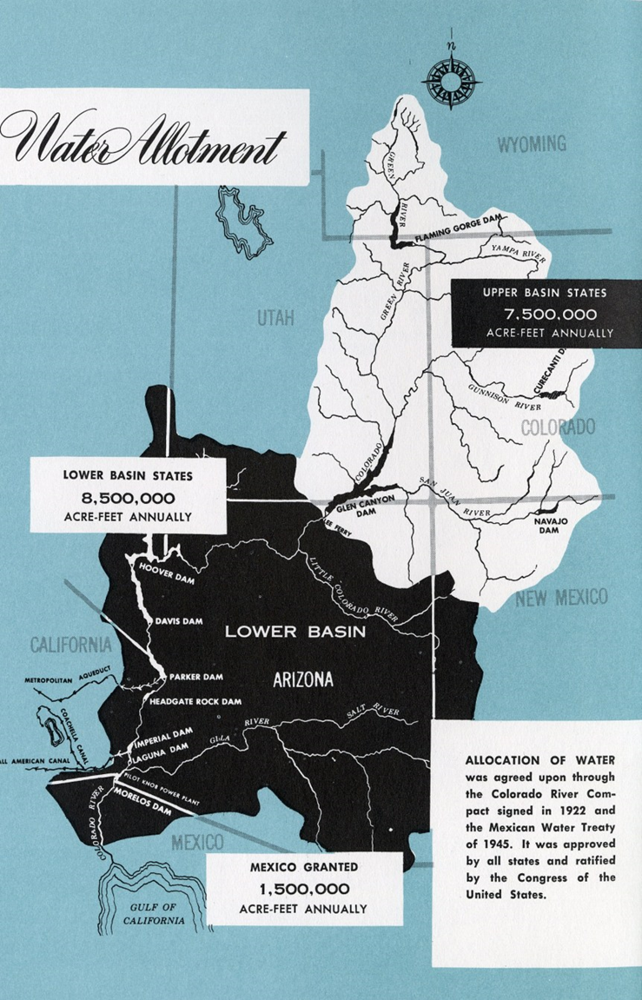 n
Water Allotment
WYOMING
GREEN
RIVER
FLAMING GORGE DAM
YAMPA RIVER
GREEN RIVER
UPPER BASIN STATES
7,500,000
ACRE-FEET ANNUALLY
UTAH
CURECANTI
GUNNISON RIVER
COLORADO
COLORADO
LOWER BASIN STATES
8,500,000
ACRE-FEET ANNUALLY
SAN JUAN
RIVER
GLEN CANYON
DAM
LEE FERRY
NAVAJO
DAM
HOOVER DAM
LITTLE
COLORADO RIVER
NEW MEXICO
DAVIS DAM
LOWER BASIN
CALIFORNIA
METROPOLITAN AQUEDUCT
PARKER DAM
ARIZONA
HEADGATE ROCK DAM
COACHELLA CANAL
SALT RIVER
GILA RIVER
IMPERIAL DAM
LAGUNA DAM
ALL AMERICAN CANAL
PILOT KNOB POWER PLANT
MORELOS DAM
COLORADO RIVER
MEXICO
MEXICO GRANTED
1,500,000
ACRE-FEET ANNUALLY
GULF OF
CALIFORNIA
ALLOCATION OF WATER
was agreed upon through
the Colorado River Com-
pact signed in 1922 and
the Mexican Water Treaty
of 1945. It was approved
by all states and ratified
by the Congress of the
United States.